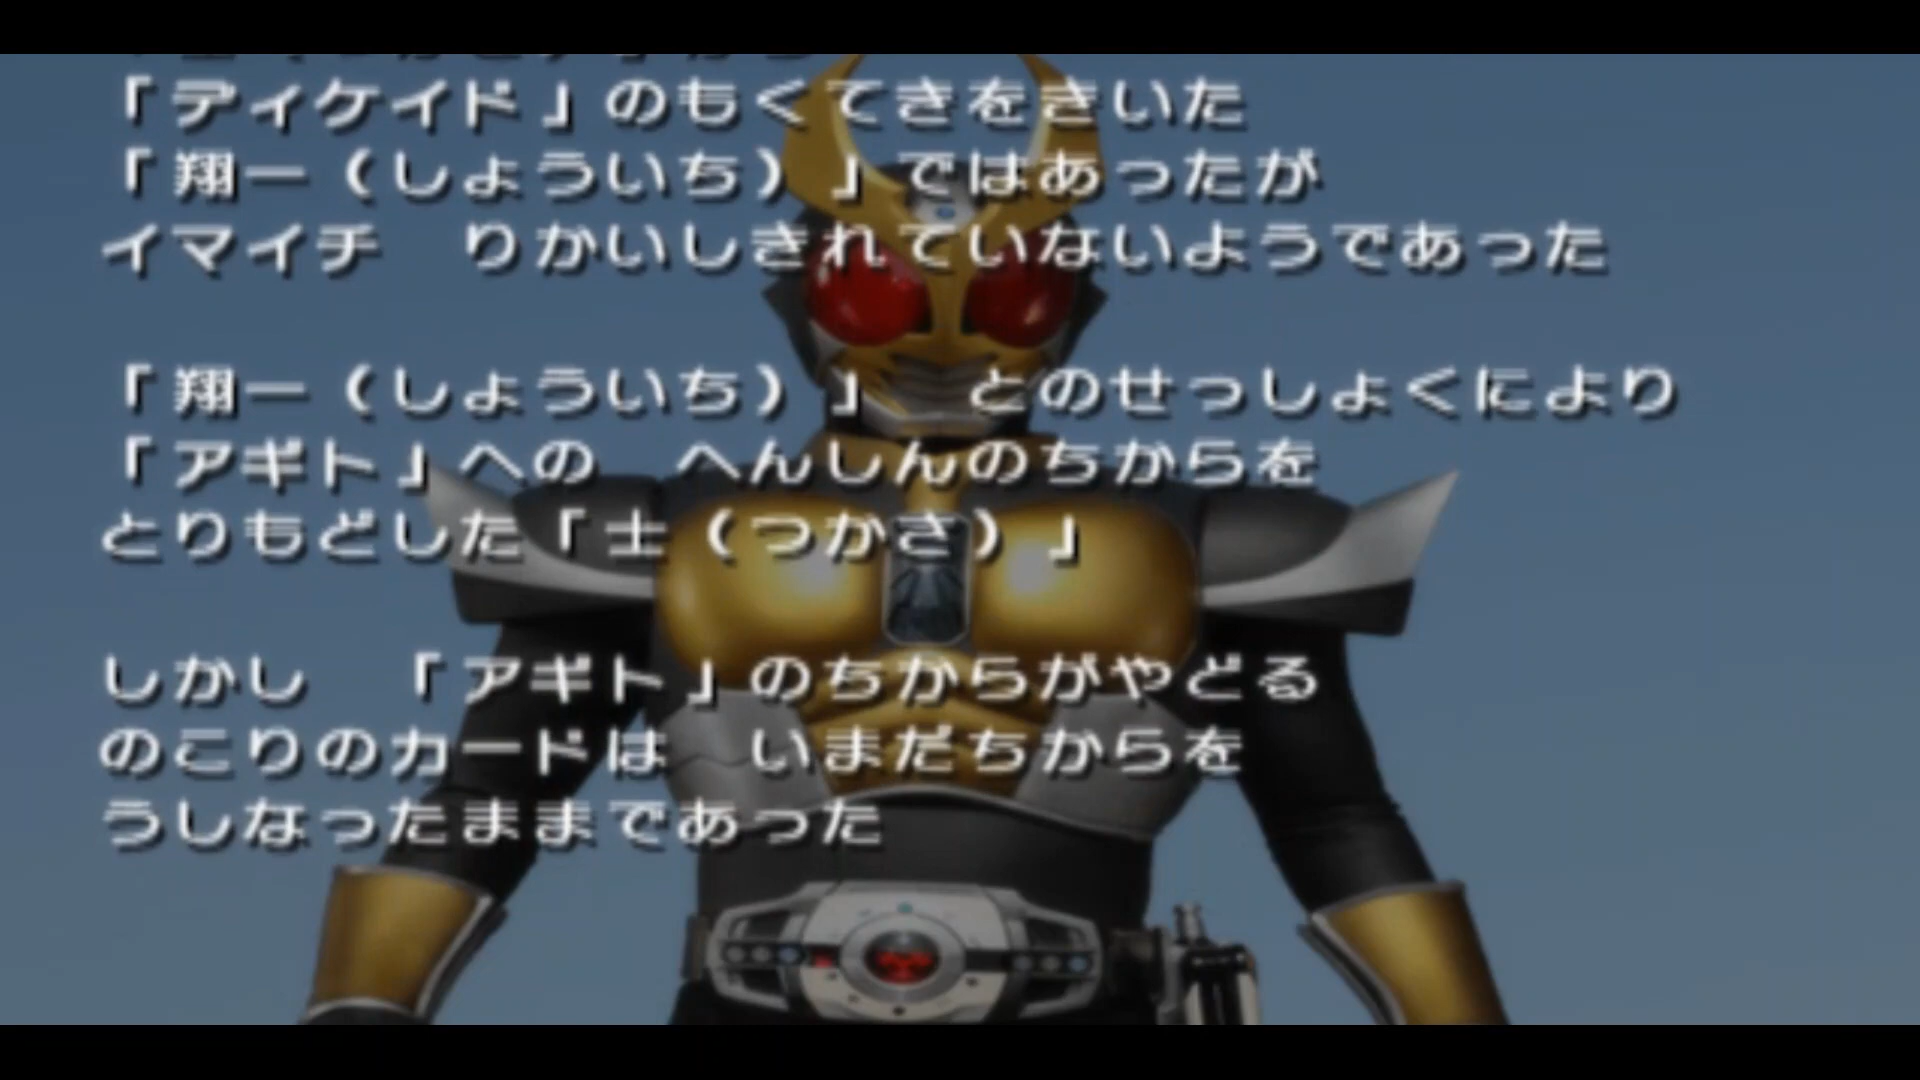 「ディケイド」のもくてきをきいた
「翔一（しょういち）」ではあったが
イマイチ　りかいしきれていないようであった
「翔一（しょういち）」　とのせっしょくにより
「アギト」への　へんしんのちからを
とりもどした「士（つかさ）」
しかし　「アギト」のちからがやどる
のこりのカードは　いまだちからを
うしなったままであった